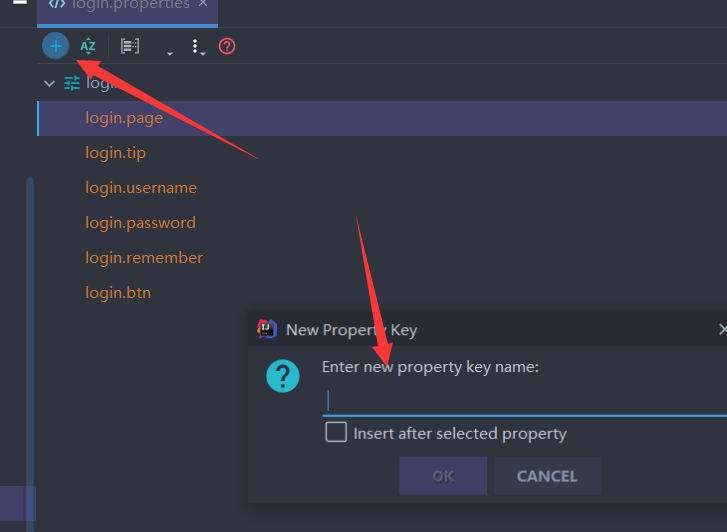 login.properties
login.page
login.tip
login.username
login.password
login.remember
login.btn
New Property Key
Enter new property key name:
Insert after selected property
OK
CANCEL